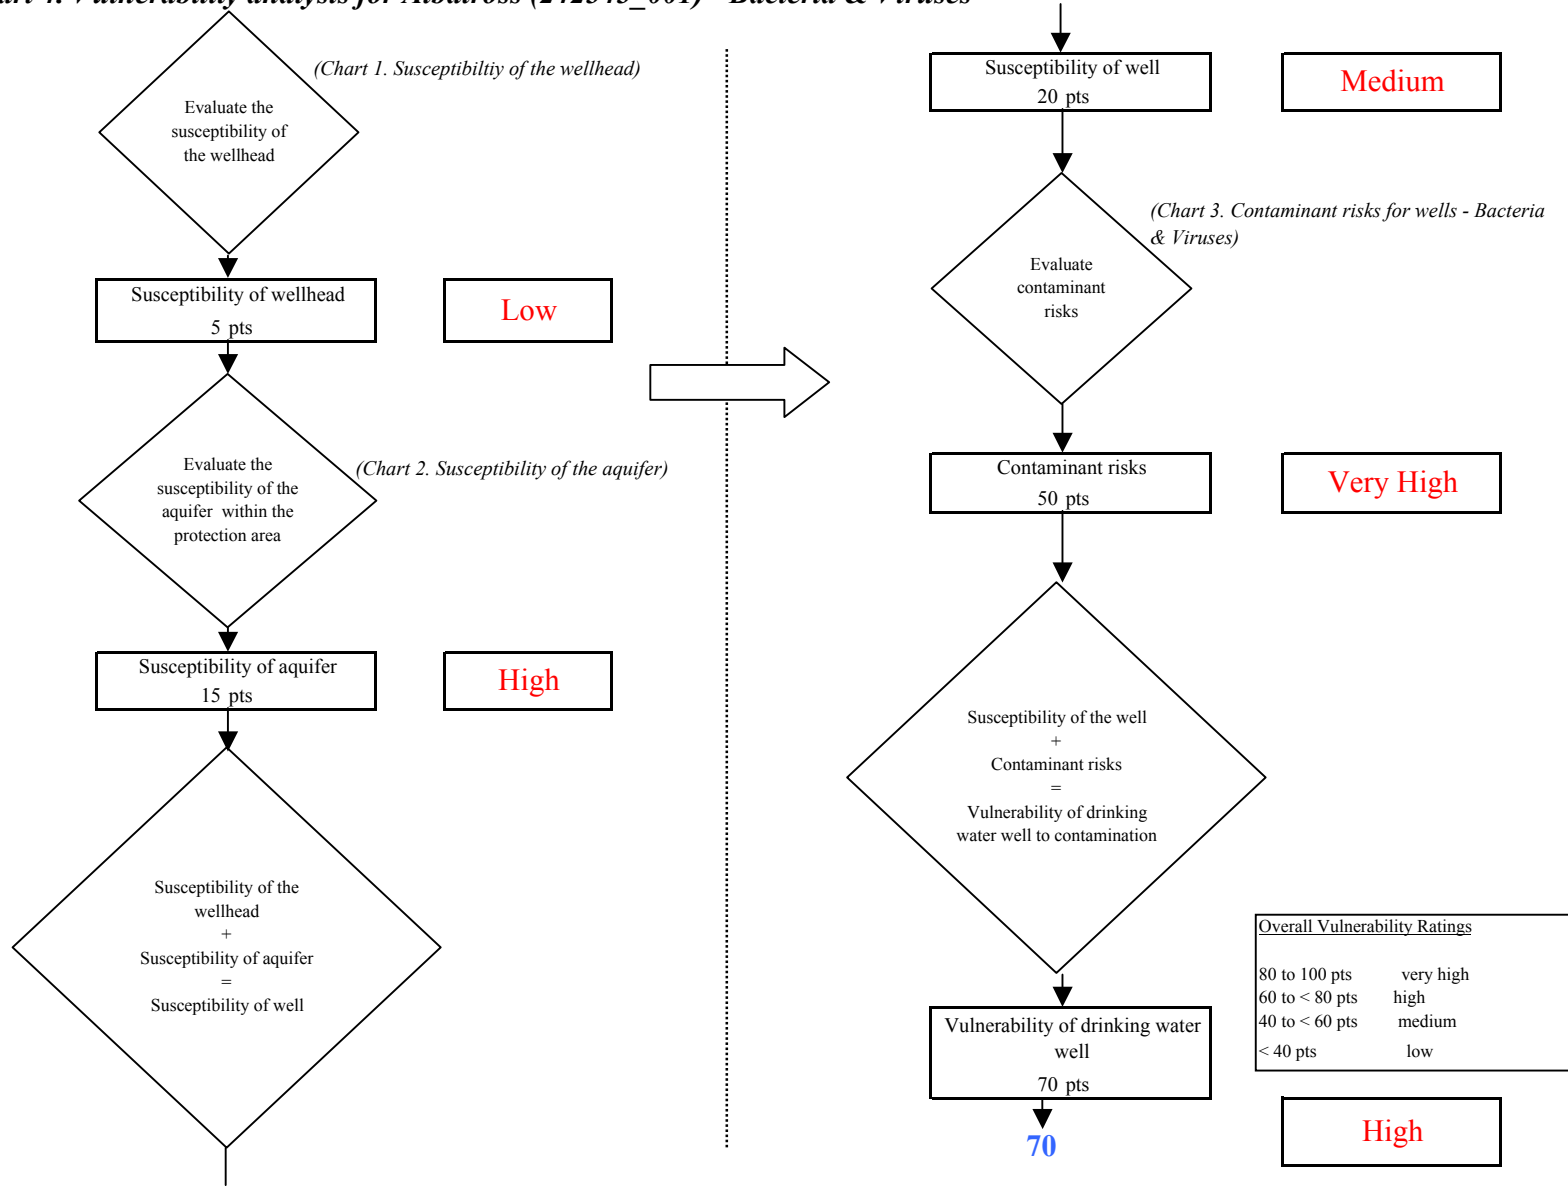 Vulnerability analysis for Albatross
Bacteria & Viruses
(Chart 1. Susceptibiltiy of the wellhead)
Evaluate the
susceptibility of
the wellhead
Susceptibility of wellhead
5 pts
Low
Evaluate the
susceptibility of the
aquifer within the
protection area
(Chart 2. Susceptibility of the aquifer)
Susceptibility of aquifer
15 pts
High
Susceptibility of the
wellhead
+
Susceptibility of aquifer
=
Susceptibility of well
Susceptibility of well
20 pts
Medium
(Chart 3. Contaminant risks for wells - Bacteria
& Viruses)
Evaluate
contaminant
risks
Contaminant risks
50 pts
Very High
Susceptibility of the well
+
Contaminant risks
=
Vulnerability of drinking
water well to contamination
Overall Vulnerability Ratings
80 to 100 pts very high
60 to < 80 pts high
40 to < 60 pts medium
< 40 pts low
Vulnerability of drinking water
well
70 pts
70
High